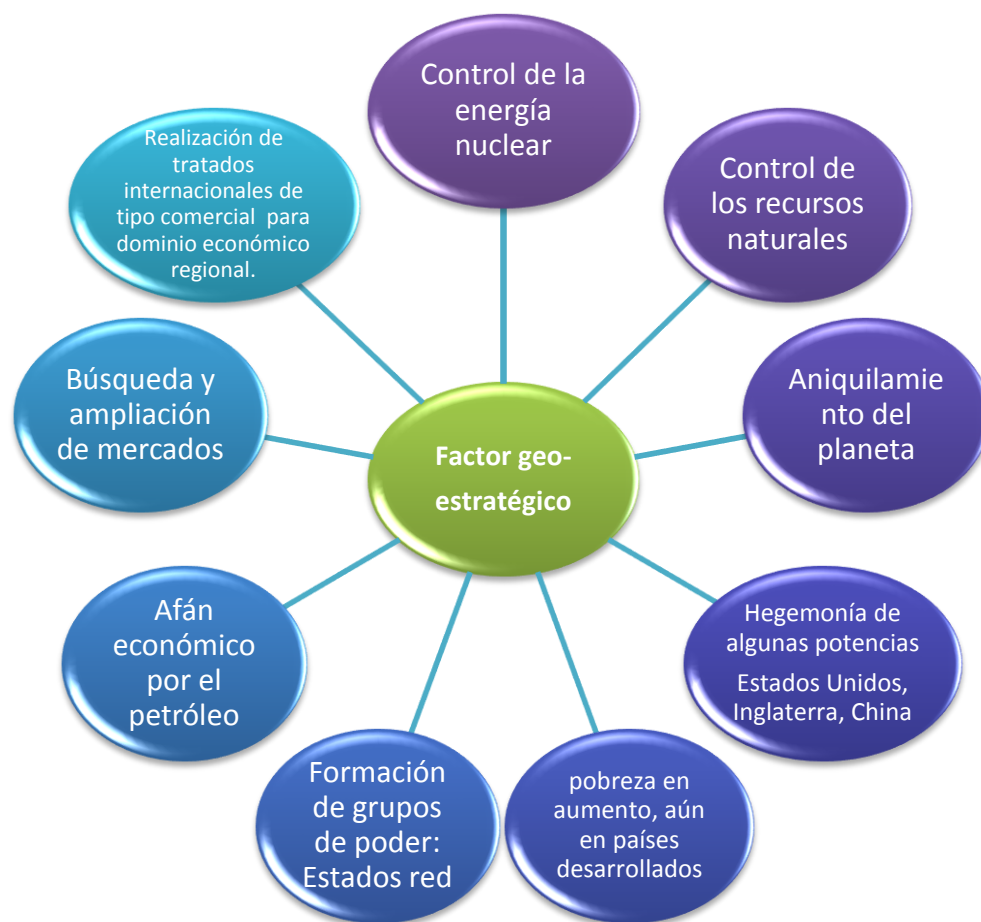 Control de la
energía
nuclear
Control de
los recursos
naturales
Aniquilamie
nto del
planeta
Hegemonía de
algunas potencias
Estados Unidos,
Inglaterra, China
pobreza en
aumento, aún
en países
desarrollados
Formación
de grupos
de poder:
Estados red
Afán
económico
por el
petróleo
Búsqueda y
ampliación
de mercados
Realización de
tratados
internacionales de
tipo comercial para
dominio económico
regional.
Factor geo-
estratégico